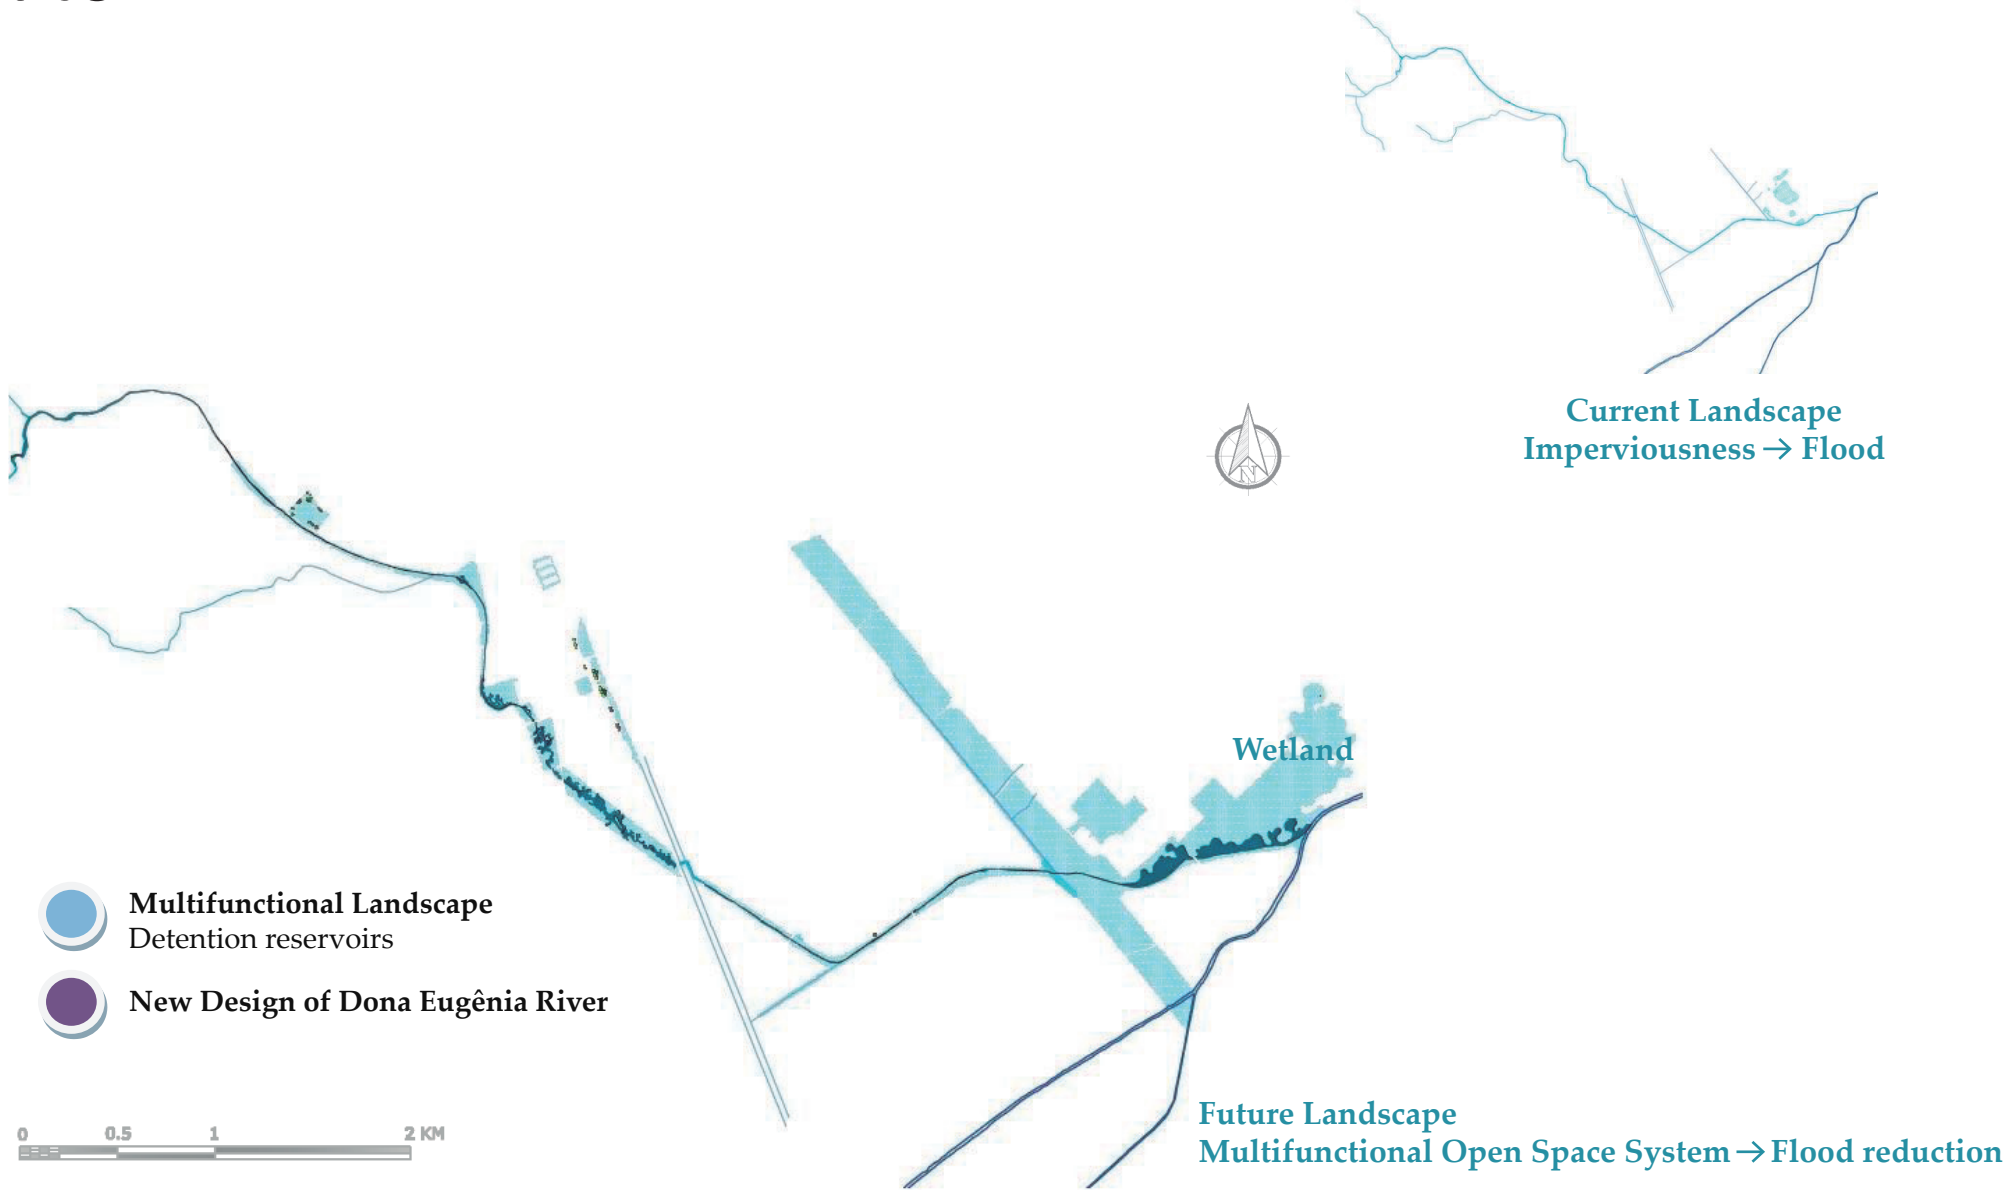 Current Landscape
Imperviousness → Flood
N
Wetland
Multifunctional Landscape
Detention reservoirs
New Design of Dona Eugênia River
0 0.5 1 2 KM
Future Landscape
Multifunctional Open Space System → Flood reduction